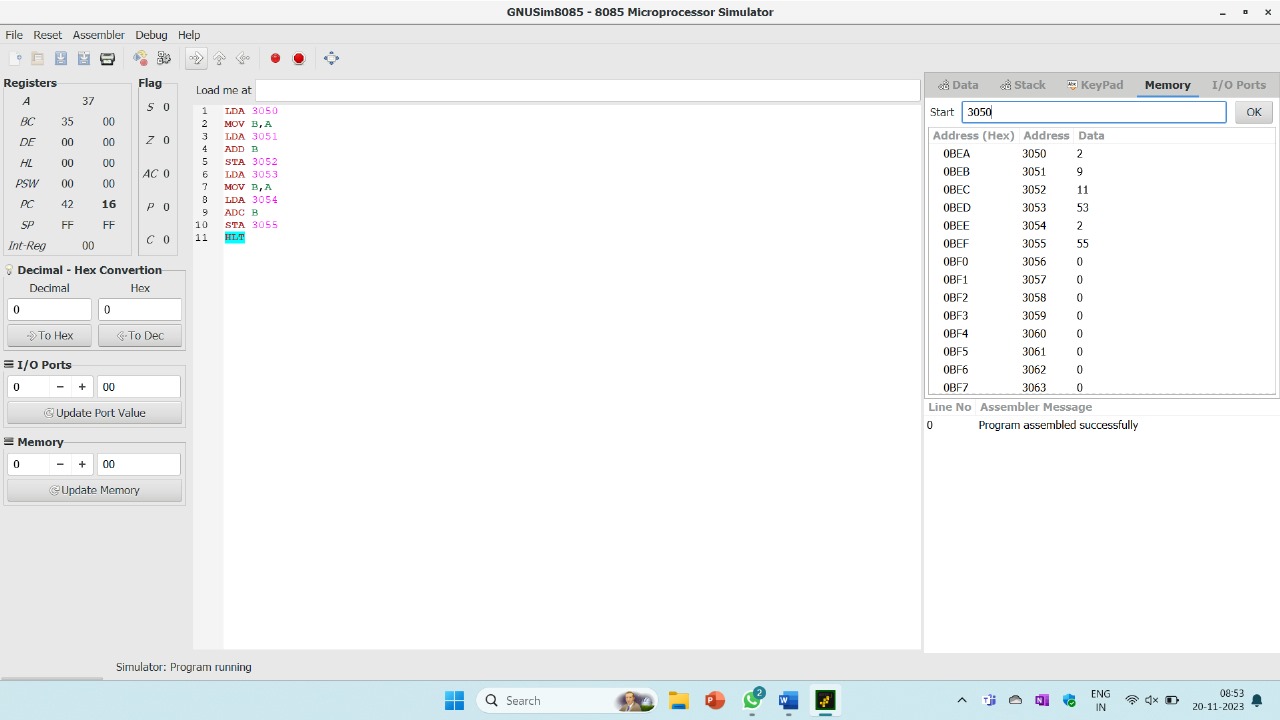 GNUSim8085 - 8085 Microprocessor Simulator
File Reset Assembler Debug Help
Registers
A 37
BC 35 00
DE 00 00
HL 00 00
PSW 00 00
PC 42 16
SP FF FF
Int-Reg 00
Flag
S 0
Z 0
AC 0
P 0
C 0
Decimal - Hex Convertion
Decimal Hex
0 0
To Hex To Dec
I/O Ports
0 − + 00
Update Port Value
Memory
0 − + 00
Update Memory
Load me at
1 LDA 3050
2 MOV B,A
3 LDA 3051
4 ADD B
5 STA 3052
6 LDA 3053
7 MOV B,A
8 LDA 3054
9 ADC B
10 STA 3055
11 HLT
Data Stack KeyPad Memory I/O Ports
Start 3050 OK
Address (Hex) Address Data
0BEA 3050 2
0BEB 3051 9
0BEC 3052 11
0BED 3053 53
0BEE 3054 2
0BEF 3055 55
0BF0 3056 0
0BF1 3057 0
0BF2 3058 0
0BF3 3059 0
0BF4 3060 0
0BF5 3061 0
0BF6 3062 0
0BF7 3063 0
Line No Assembler Message
0 Program assembled successfully
Simulator: Program running
Search
2
ENG
IN
08:53
20-11-2023